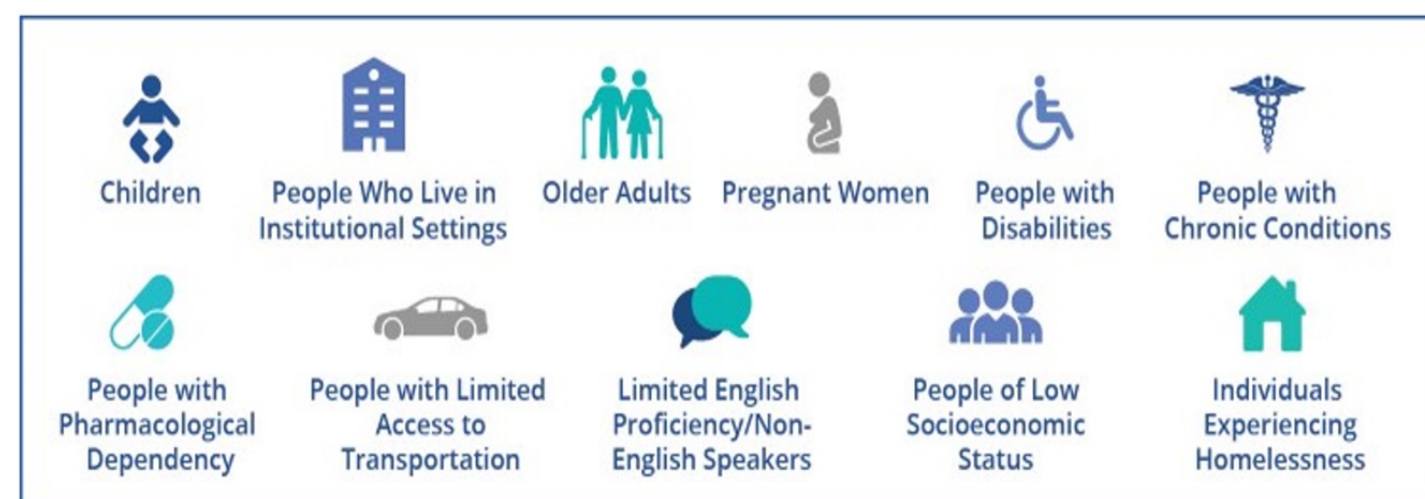 Children
People Who Live in
Institutional Settings
Older Adults
Pregnant Women
People with
Disabilities
People with
Chronic Conditions
People with
Pharmacological
Dependency
People with Limited
Access to
Transportation
Limited English
Proficiency/Non-
English Speakers
People of Low
Socioeconomic
Status
Individuals
Experiencing
Homelessness